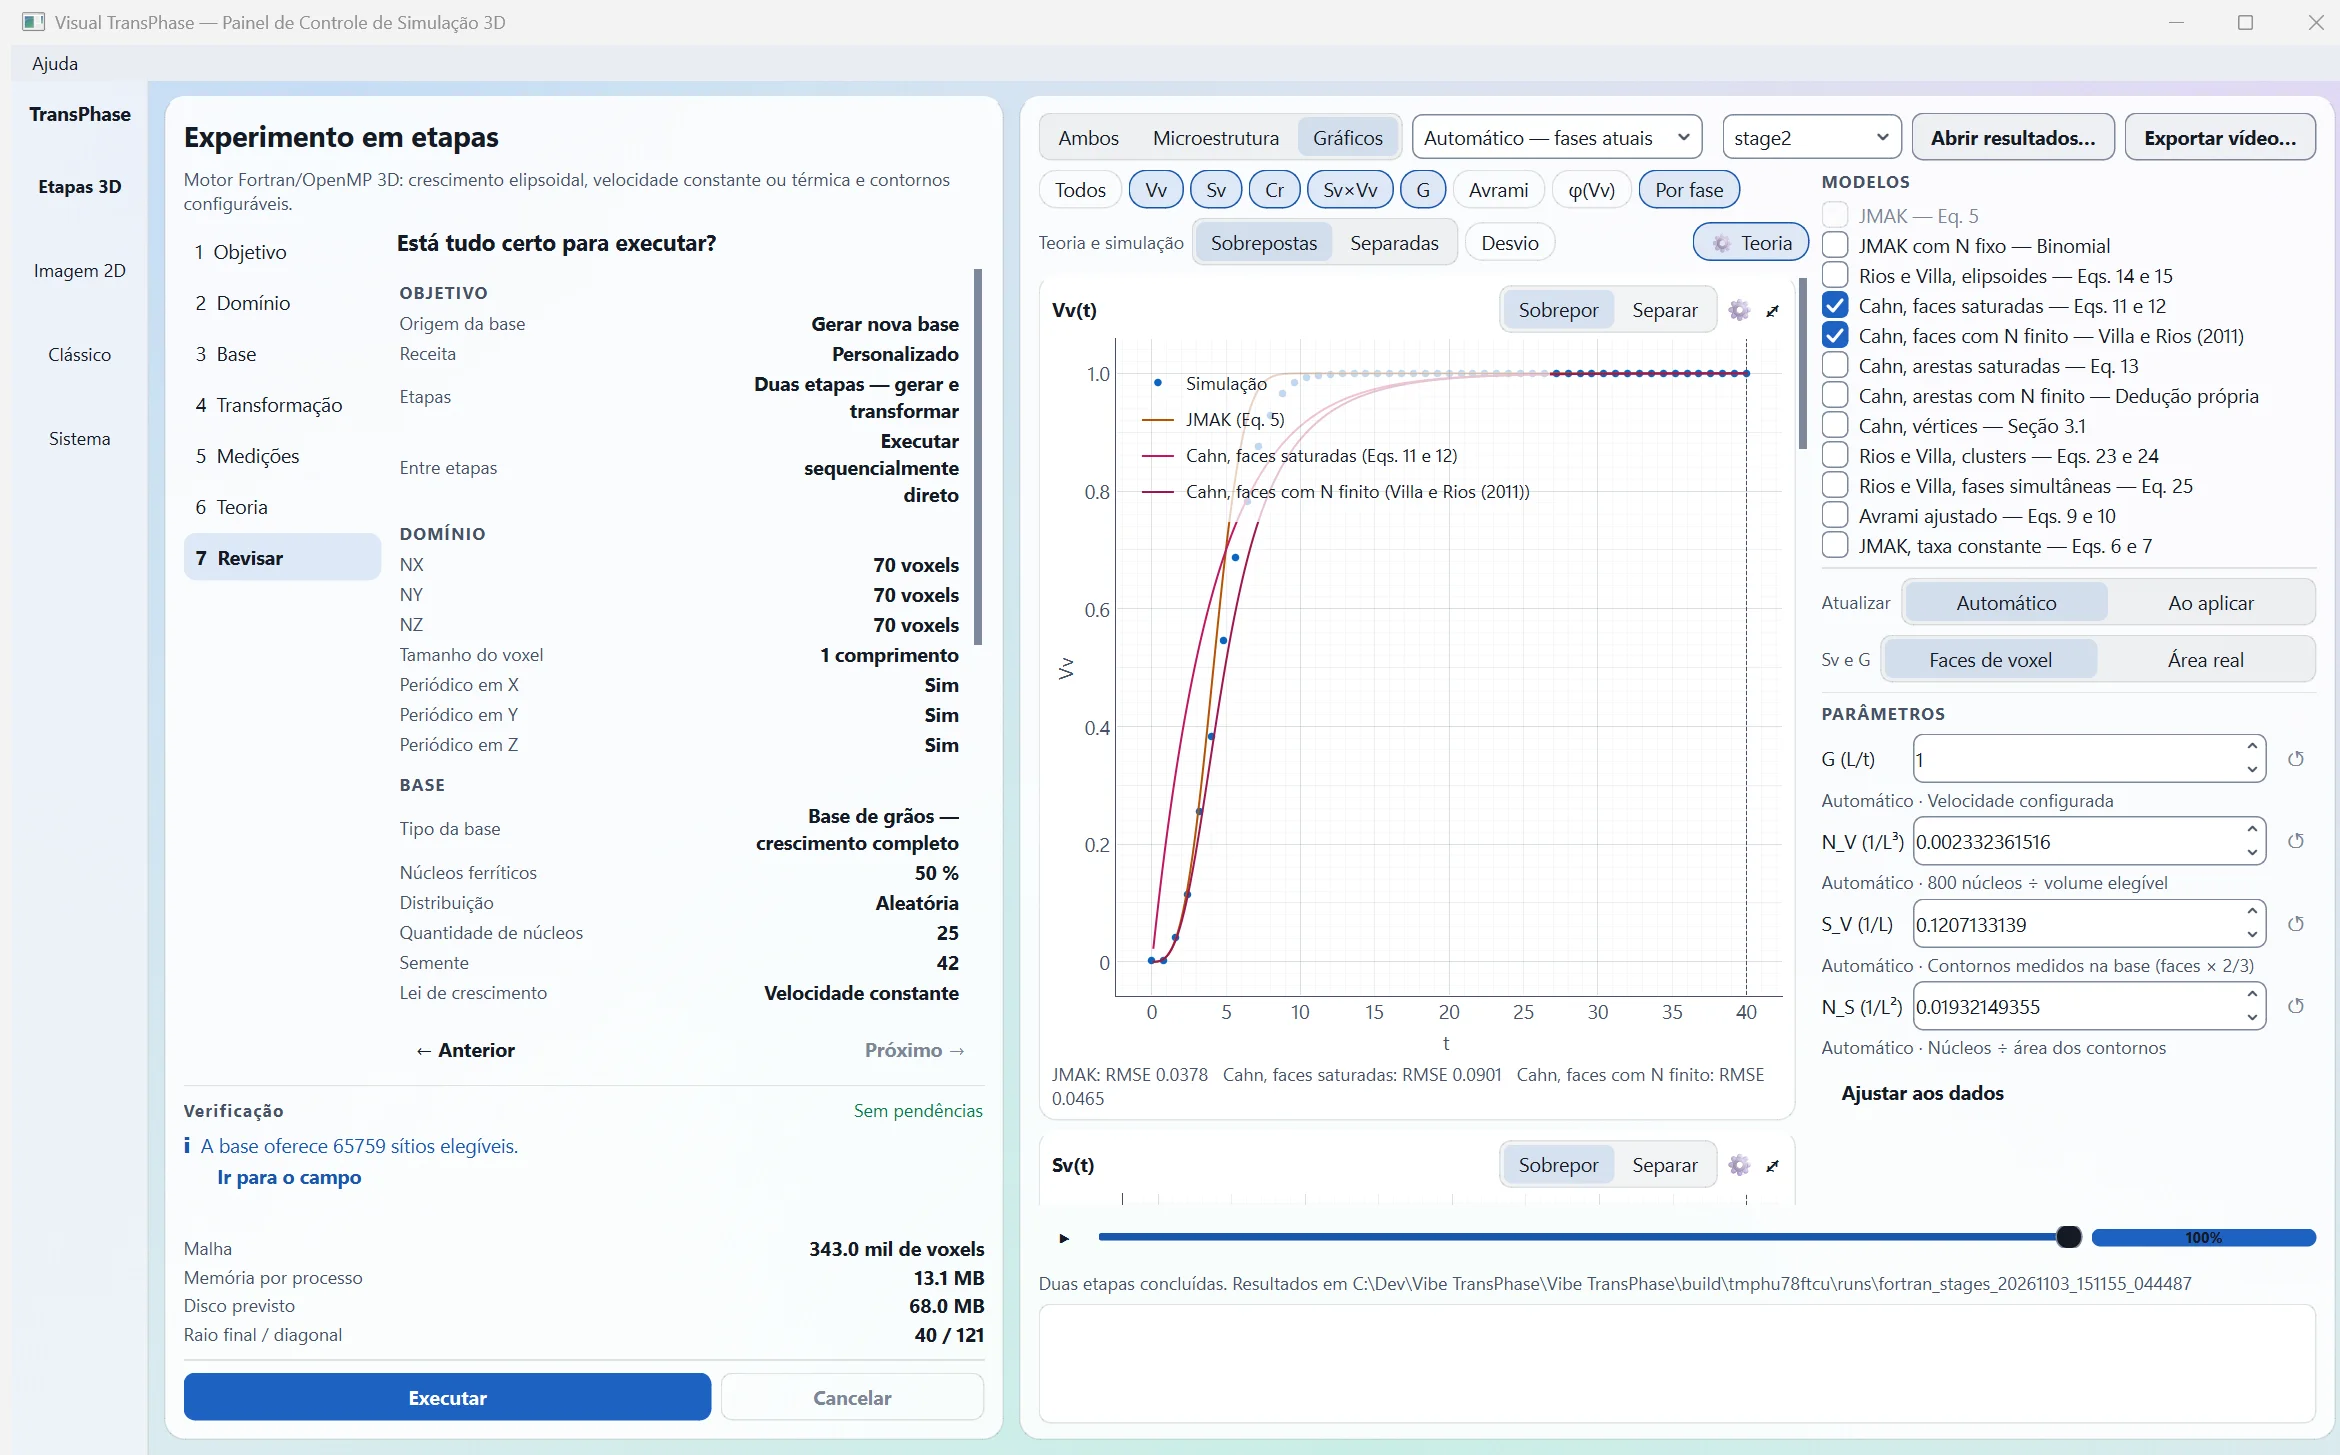 Visual TransPhase — Painel de Controle de Simulação 3D
Ajuda
TransPhase
Etapas 3D
Imagem 2D
Clássico
Sistema
Experimento em etapas
Motor Fortran/OpenMP 3D: crescimento elipsoidal, velocidade constante ou térmica e contornos
configuráveis.
1 Objetivo
2 Domínio
3 Base
4 Transformação
5 Medições
6 Teoria
7 Revisar
Está tudo certo para executar?
OBJETIVO
Origem da base Gerar nova base
Receita Personalizado
Etapas Duas etapas — gerar e
transformar
Entre etapas Executar
sequencialmente
direto
DOMÍNIO
NX 70 voxels
NY 70 voxels
NZ 70 voxels
Tamanho do voxel 1 comprimento
Periódico em X Sim
Periódico em Y Sim
Periódico em Z Sim
BASE
Tipo da base Base de grãos —
crescimento completo
Núcleos ferríticos 50 %
Distribuição Aleatória
Quantidade de núcleos 25
Semente 42
Lei de crescimento Velocidade constante
← Anterior Próximo →
Verificação Sem pendências
i A base oferece 65759 sítios elegíveis.
Ir para o campo
Malha 343.0 mil de voxels
Memória por processo 13.1 MB
Disco previsto 68.0 MB
Raio final / diagonal 40 / 121
Executar Cancelar
Ambos Microestrutura Gráficos Automático — fases atuais stage2 Abrir resultados... Exportar vídeo...
Todos Vv Sv Cr Sv×Vv G Avrami φ(Vv) Por fase
Teoria e simulação Sobrepostas Separadas Desvio Teoria
Vv(t) Sobrepor Separar
1.0
0.8
0.6
0.4
0.2
0
Vv
Simulação
JMAK (Eq. 5)
Cahn, faces saturadas (Eqs. 11 e 12)
Cahn, faces com N finito (Villa e Rios (2011))
0 5 10 15 20 25 30 35 40
t
JMAK: RMSE 0.0378 Cahn, faces saturadas: RMSE 0.0901 Cahn, faces com N finito: RMSE
0.0465
Sv(t) Sobrepor Separar
MODELOS
JMAK — Eq. 5
JMAK com N fixo — Binomial
Rios e Villa, elipsoides — Eqs. 14 e 15
Cahn, faces saturadas — Eqs. 11 e 12
Cahn, faces com N finito — Villa e Rios (2011)
Cahn, arestas saturadas — Eq. 13
Cahn, arestas com N finito — Dedução própria
Cahn, vértices — Seção 3.1
Rios e Villa, clusters — Eqs. 23 e 24
Rios e Villa, fases simultâneas — Eq. 25
Avrami ajustado — Eqs. 9 e 10
JMAK, taxa constante — Eqs. 6 e 7
Atualizar Automático Ao aplicar
Sv e G Faces de voxel Área real
PARÂMETROS
G (L/t) 1
Automático · Velocidade configurada
N_V (1/L³) 0.002332361516
Automático · 800 núcleos ÷ volume elegível
S_V (1/L) 0.1207133139
Automático · Contornos medidos na base (faces × 2/3)
N_S (1/L²) 0.01932149355
Automático · Núcleos ÷ área dos contornos
Ajustar aos dados
100%
Duas etapas concluídas. Resultados em C:\Dev\Vibe TransPhase\Vibe TransPhase\build\tmphu78ftcu\runs\fortran_stages_20261103_151155_044487